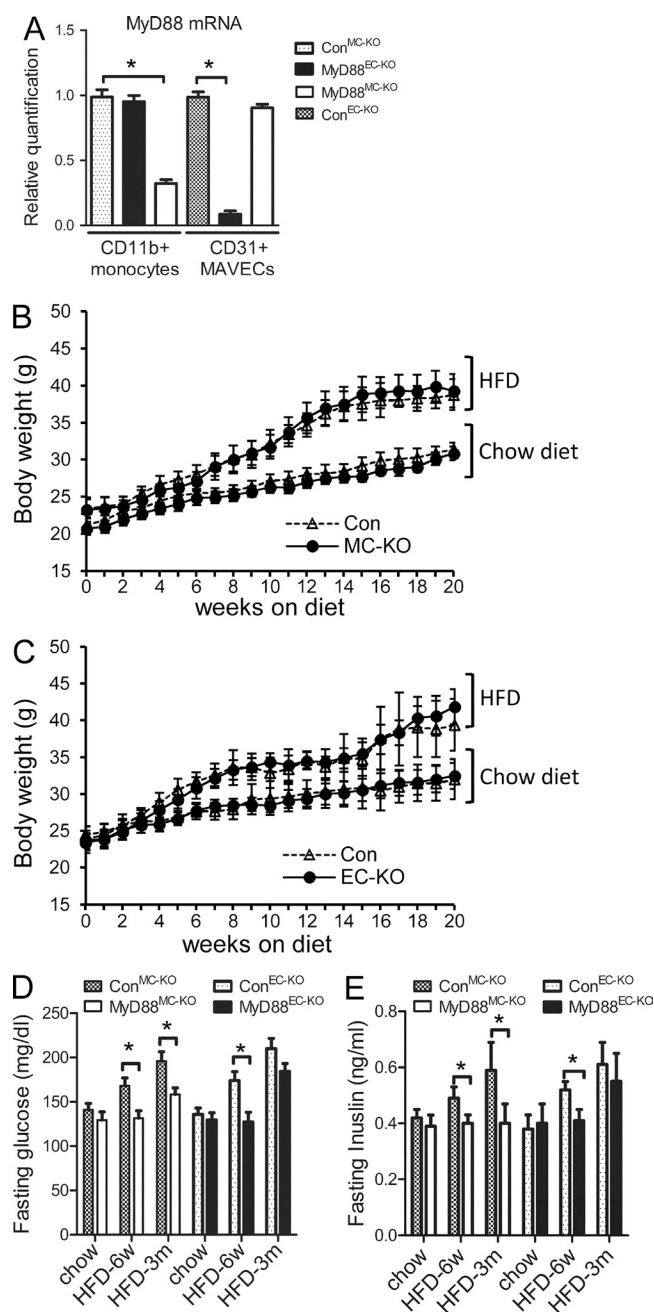 A
MyD88 mRNA
Relative quantification
1.5
1.0
0.5
0.0
*
*
Con^MC-KO
MyD88^EC-KO
MyD88^MC-KO
Con^EC-KO
CD11b+ CD31+
monocytes MAVECs
B
Body weight (g)
50
45
40
35
30
25
20
15
HFD
Chow diet
Con
MC-KO
0 2 4 6 8 10 12 14 16 18 20
weeks on diet
C
Body weight (g)
50
45
40
35
30
25
20
15
HFD
Chow diet
Con
EC-KO
0 2 4 6 8 10 12 14 16 18 20
weeks on diet
D
Con^MC-KO Con^EC-KO
MyD88^MC-KO MyD88^EC-KO
Fasting glucose (mg/dl)
250
200
150
100
50
0
* * *
chow HFD-6w HFD-3m chow HFD-6w HFD-3m
E
Con^MC-KO Con^EC-KO
MyD88^MC-KO MyD88^EC-KO
Fasting Inuslin (ng/ml)
0.8
0.6
0.4
0.2
0.0
* * *
chow HFD-6w HFD-3m chow HFD-6w HFD-3m